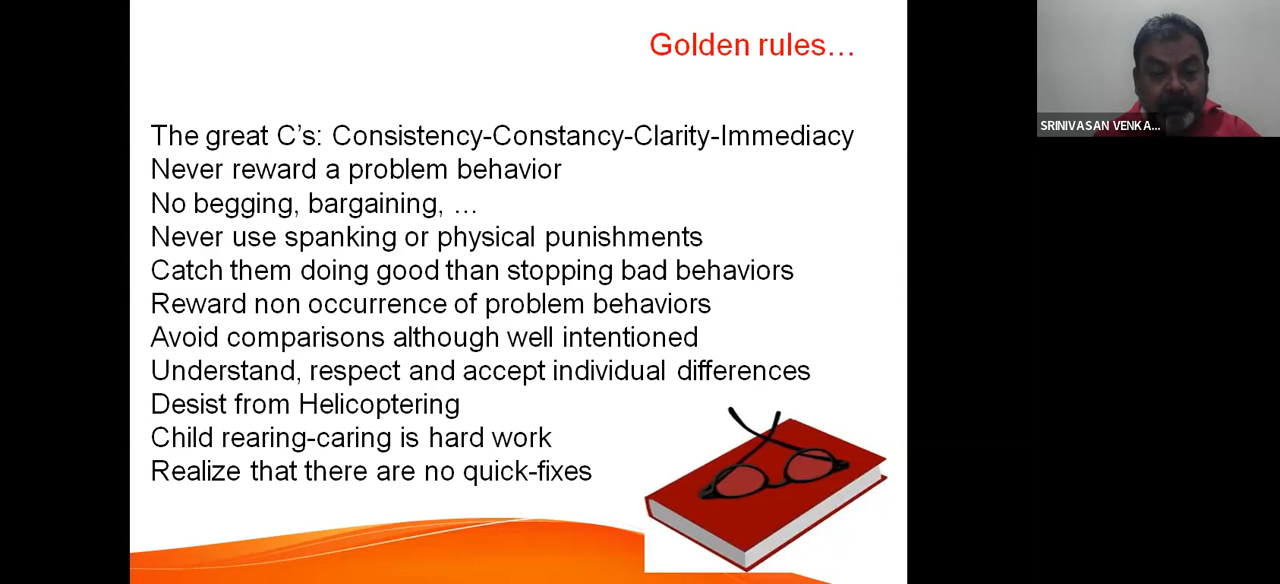 Golden rules…
SRINIVASAN VENKA...
The great C’s: Consistency-Constancy-Clarity-Immediacy
Never reward a problem behavior
No begging, bargaining, …
Never use spanking or physical punishments
Catch them doing good than stopping bad behaviors
Reward non occurrence of problem behaviors
Avoid comparisons although well intentioned
Understand, respect and accept individual differences
Desist from Helicoptering
Child rearing-caring is hard work
Realize that there are no quick-fixes